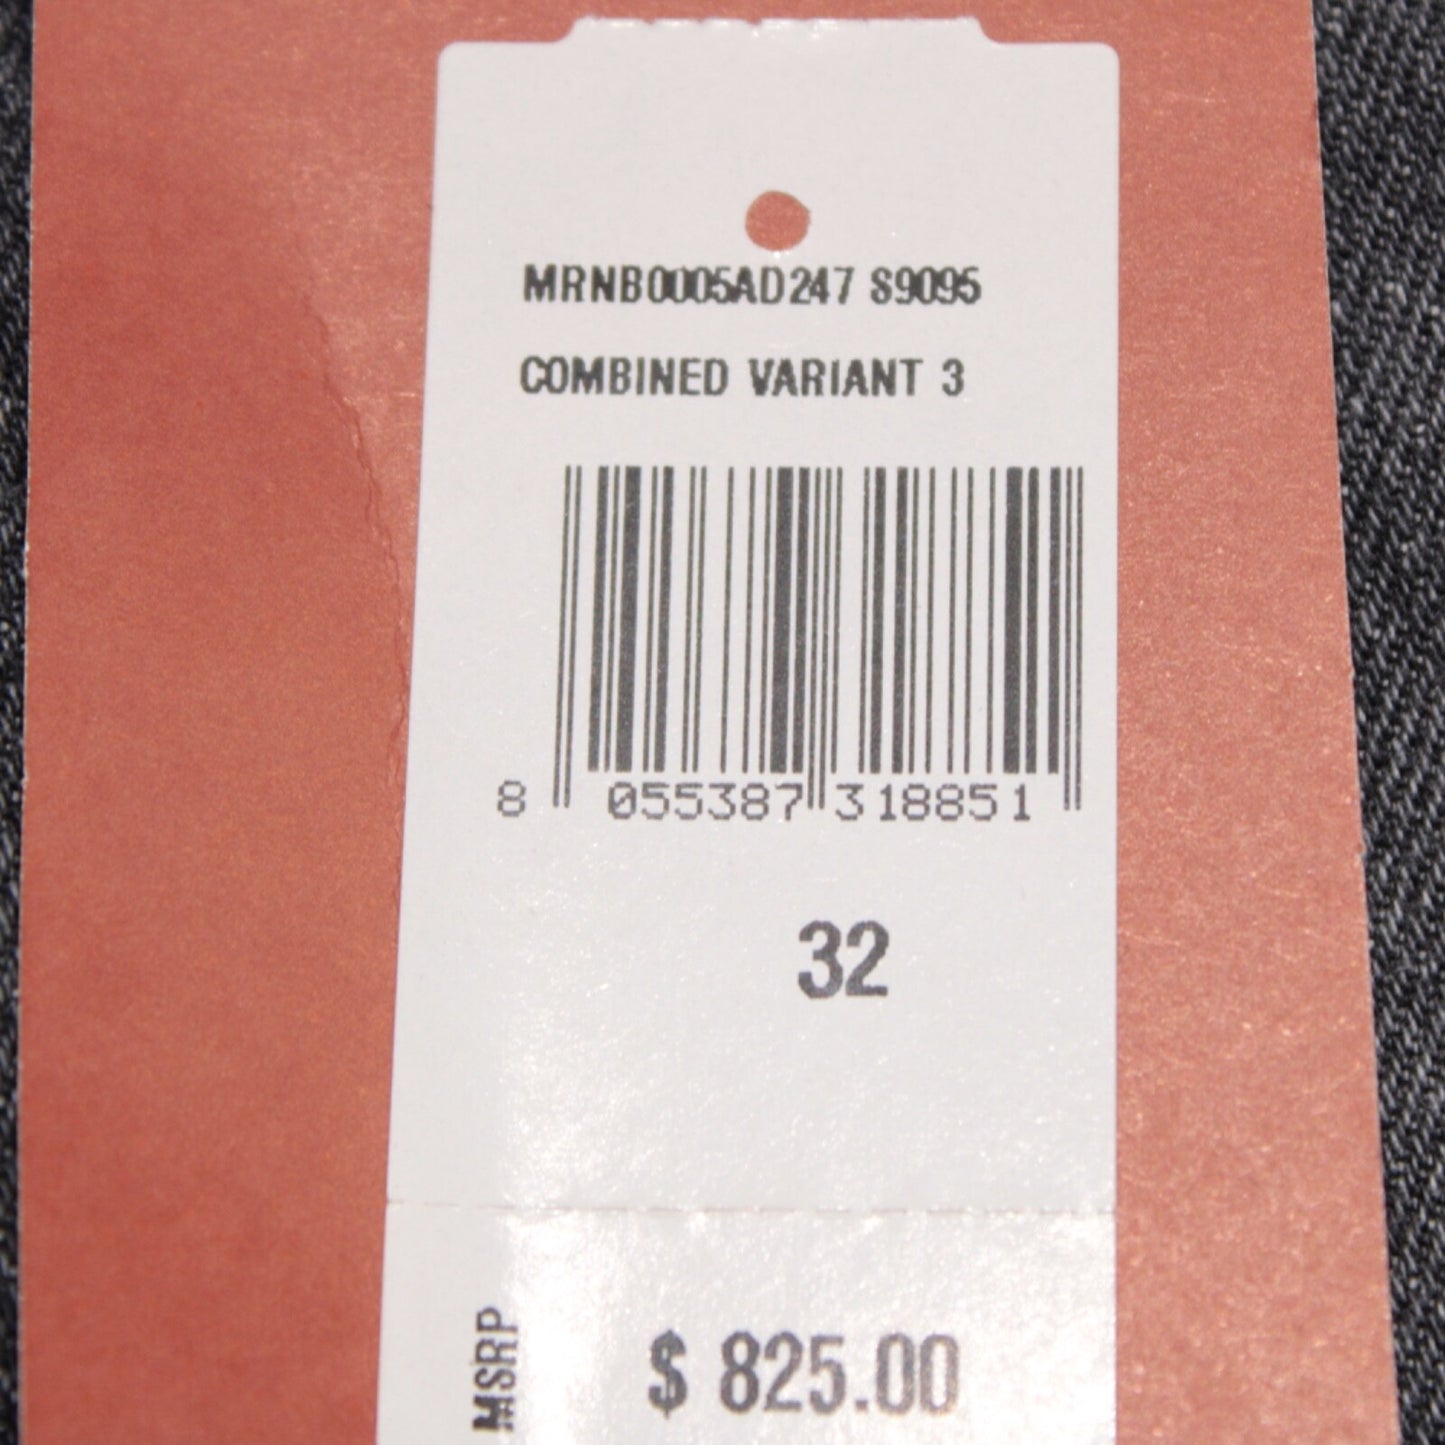 MRNB0005AD247 S9095
COMBINED VARIANT 3
8 055387 318851
32
MSRP $ 825.00